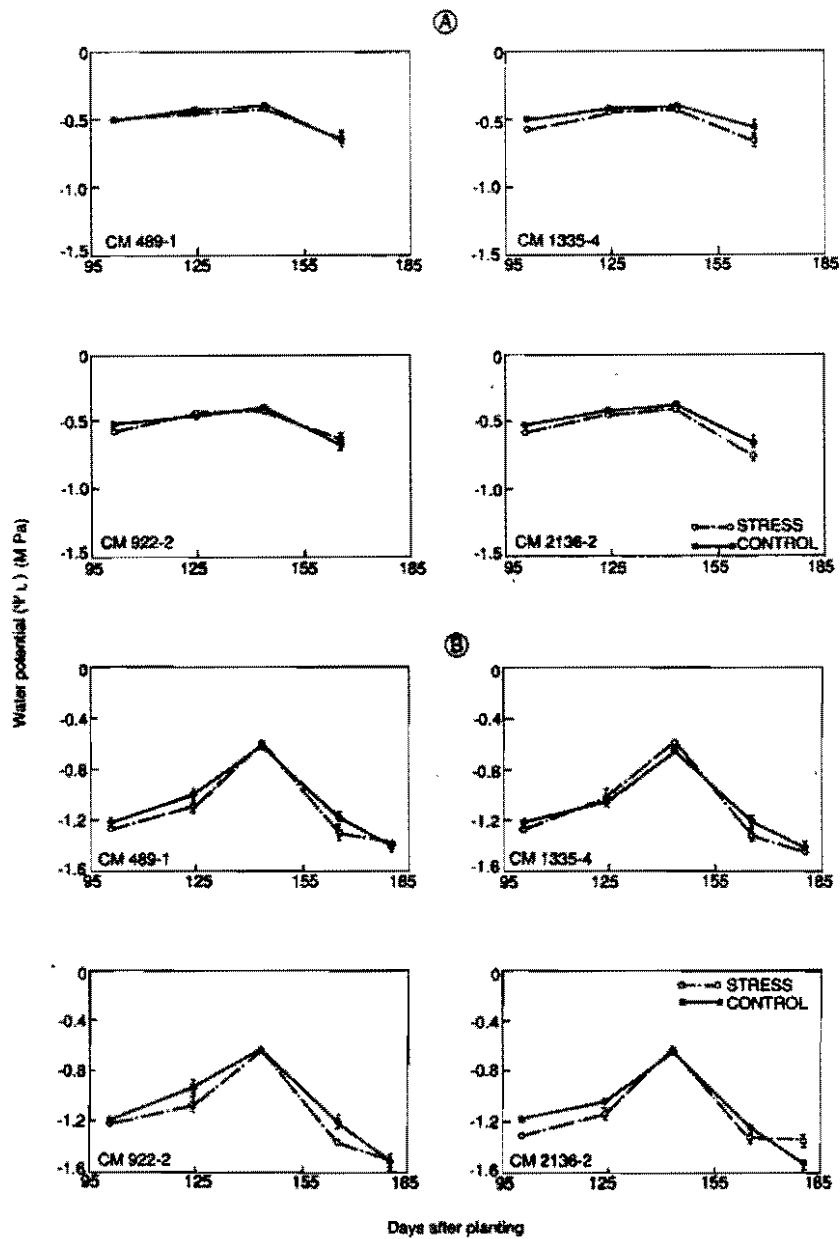 A
0 0
-0.5 -0.5
-1.0 -1.0
CM 489-1 CM 1335-4
-1.5 -1.5
95 125 155 185 95 125 155 185
0 0
-0.5 -0.5
-1.0 -1.0
STRESS
CM 922-2 CM 2136-2 CONTROL
-1.5 -1.5
95 125 155 185 95 125 155 185
Water potential (Ψ L) (M Pa)
B
0 0
-0.4 -0.4
-0.8 -0.8
-1.2 -1.2
CM 489-1 CM 1335-4
-1.6 -1.6
95 125 155 185 95 125 155 185
0 0
STRESS
-0.4 CONTROL
-0.4
-0.8 -0.8
-1.2 -1.2
CM 922-2 CM 2136-2
-1.6 -1.6
95 125 155 185 95 125 155 185
Days after planting